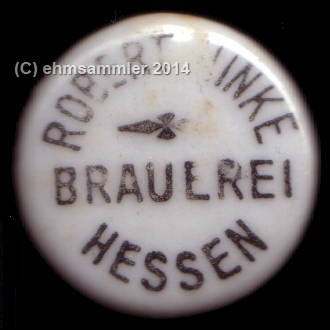 (C) ehmsammler 2014
ROBERT
BRAUEREI
HESSEN